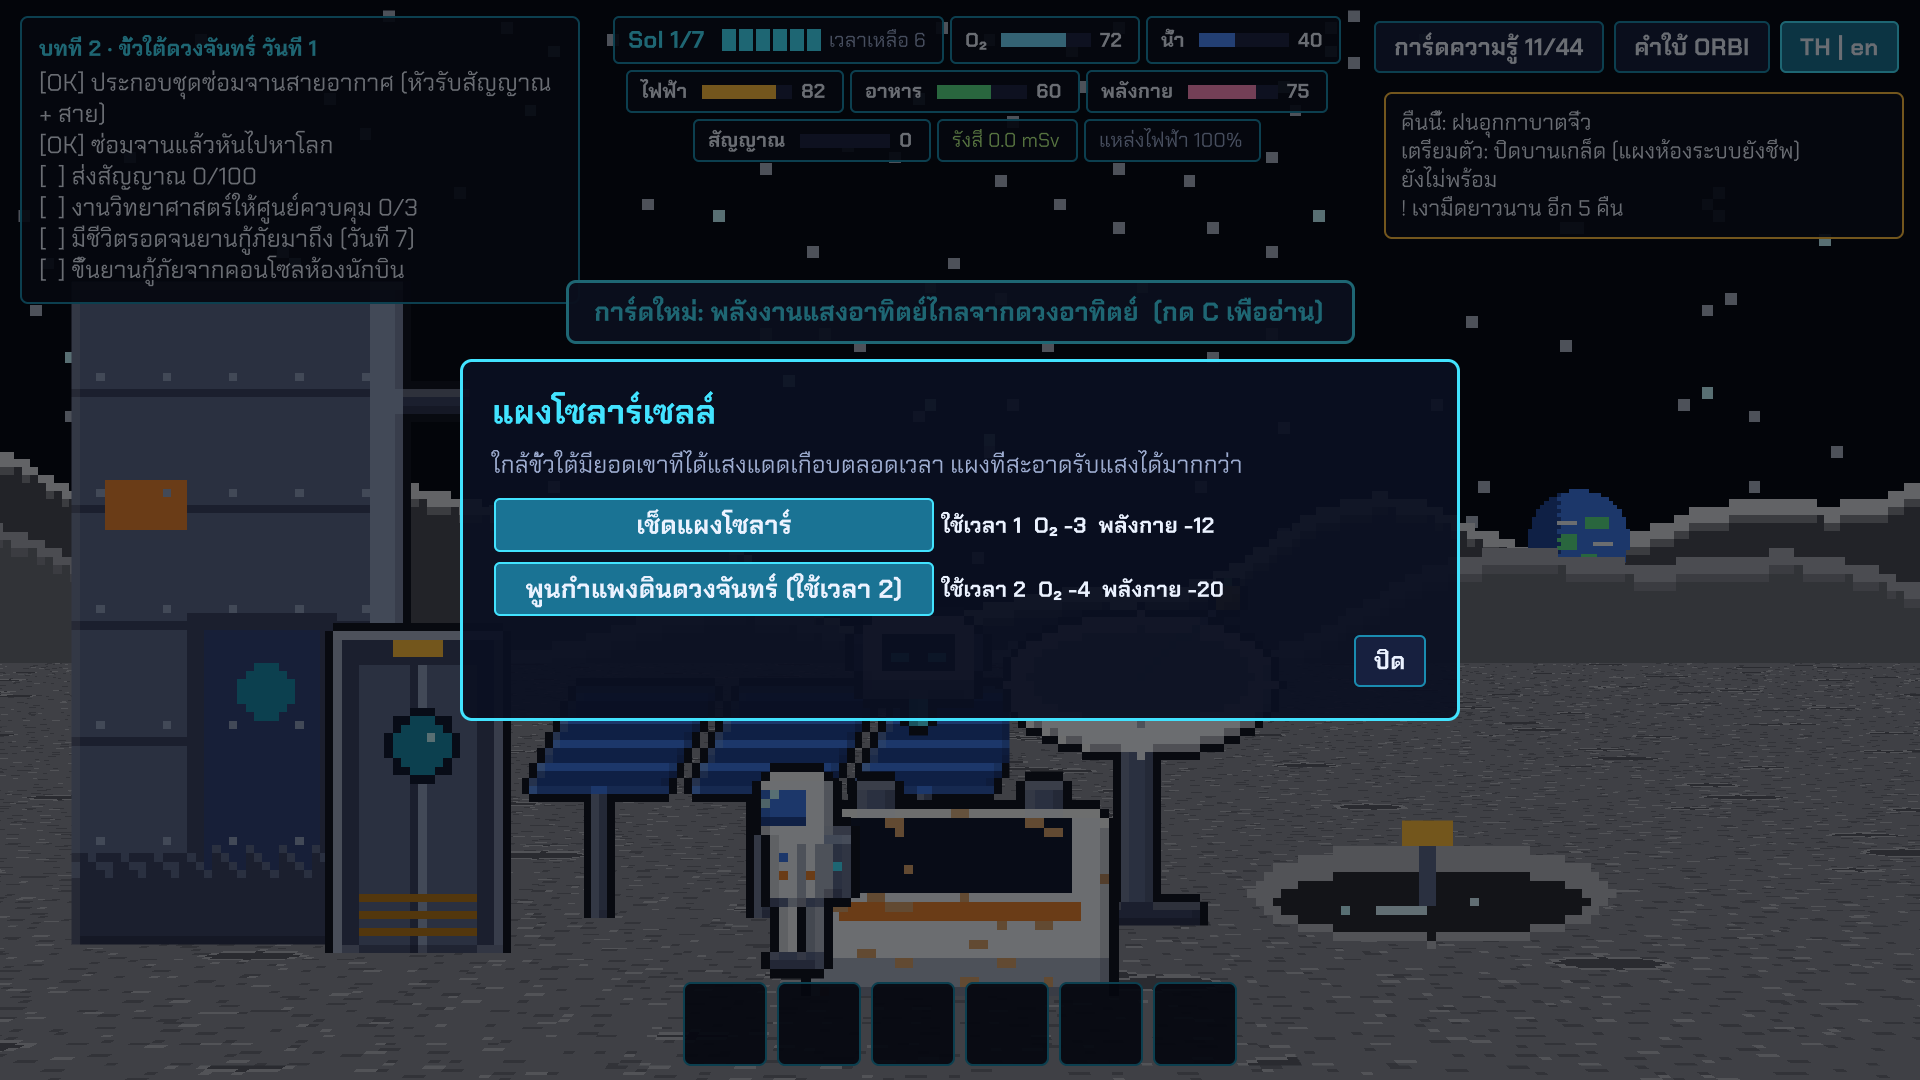 บทที่ 2 · ขั้วใต้ดวงจันทร์ วันที่ 1
[OK] ประกอบชุดซ่อมจานสายอากาศ (หัวรับสัญญาณ
+ สาย)
[OK] ซ่อมจานแล้วหันไปหาโลก
[ ] ส่งสัญญาณ 0/100
[ ] งานวิทยาศาสตร์ให้ศูนย์ควบคุม 0/3
[ ] มีชีวิตรอดจนยานกู้ภัยมาถึง (วันที่ 7)
[ ] ขึ้นยานกู้ภัยจากคอนโซลห้องนักบิน
Sol 1/7 เวลาเหลือ 6
O₂ 72
น้ำ 40
ไฟฟ้า 82
อาหาร 60
พลังกาย 75
สัญญาณ 0
รังสี 0.0 mSv
แหล่งไฟฟ้า 100%
การ์ดความรู้ 11/44
คำใบ้ ORBI
TH | en
คืนนี้: ฝนอุกกาบาตจิ๋ว
เตรียมตัว: ปิดบานเกล็ด (แผงห้องระบบยังชีพ)
ยังไม่พร้อม
! เงามืดยาวนาน อีก 5 คืน
การ์ดใหม่: พลังงานแสงอาทิตย์ไกลจากดวงอาทิตย์ (กด C เพื่ออ่าน)
แผงโซลาร์เซลล์
ใกล้ขั้วใต้มียอดเขาที่ได้แสงแดดเกือบตลอดเวลา แผงที่สะอาดรับแสงได้มากกว่า
เช็ดแผงโซลาร์
ใช้เวลา 1 O₂ -3 พลังกาย -12
พูนกำแพงดินดวงจันทร์ (ใช้เวลา 2)
ใช้เวลา 2 O₂ -4 พลังกาย -20
ปิด